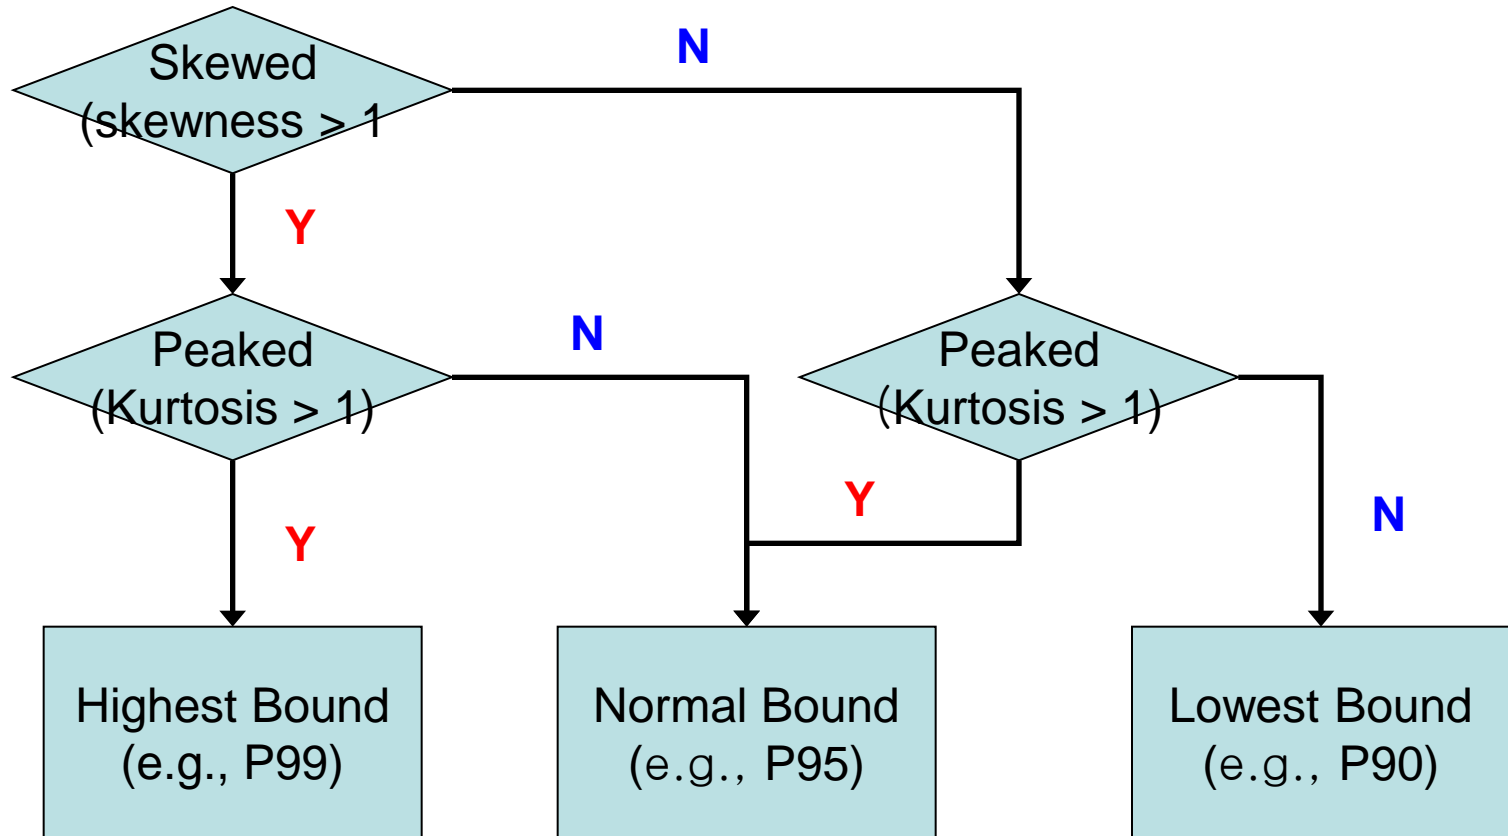 Skewed
(skewness > 1
N
Y
Peaked
(Kurtosis > 1)
N
Peaked
(Kurtosis > 1)
Y
Y
N
Highest Bound
(e.g., P99)
Normal Bound
(e.g., P95)
Lowest Bound
(e.g., P90)